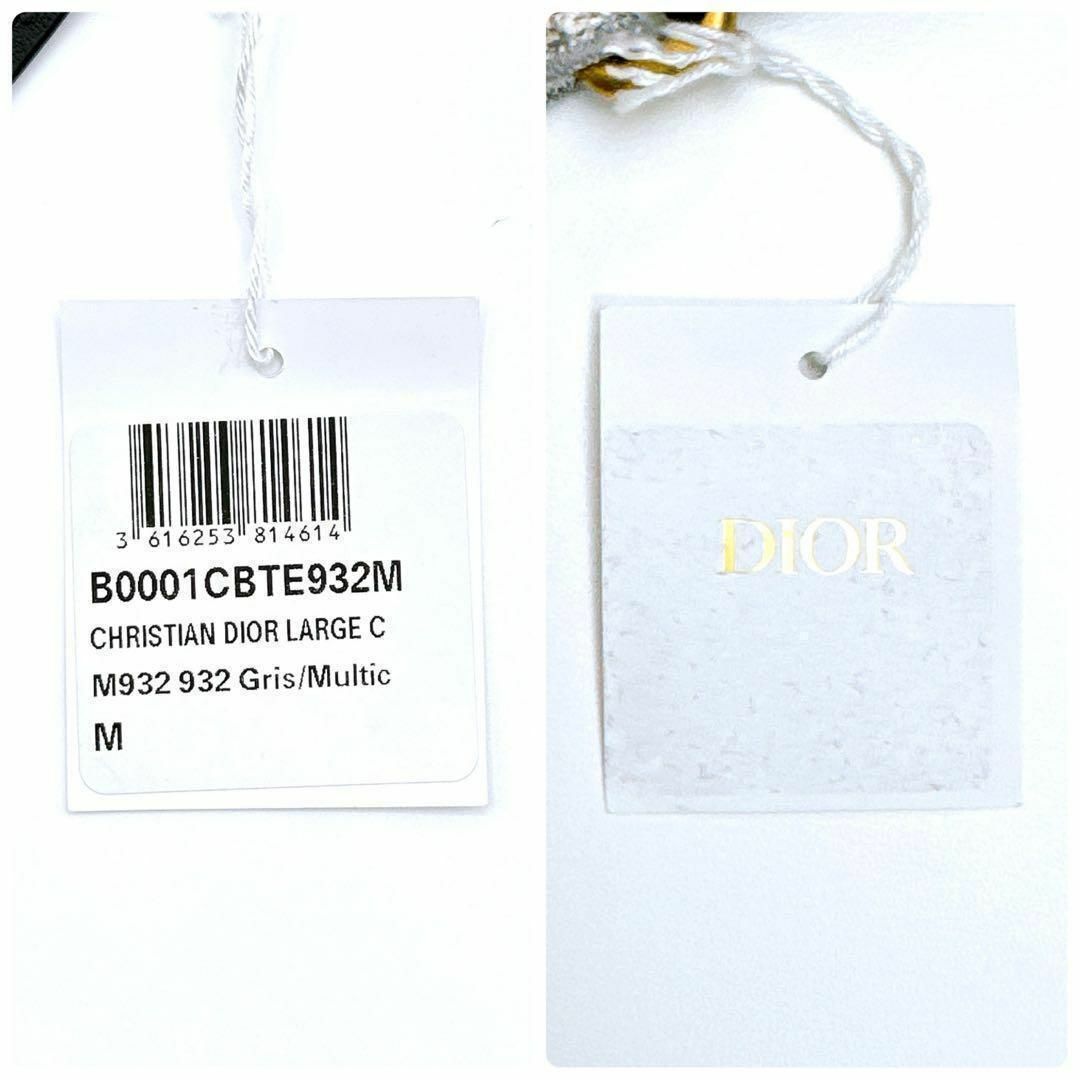 3 616253 814614
B0001CBTE932M
CHRISTIAN DIOR LARGE C
M932 932 Gris/Multic
M
DIOR